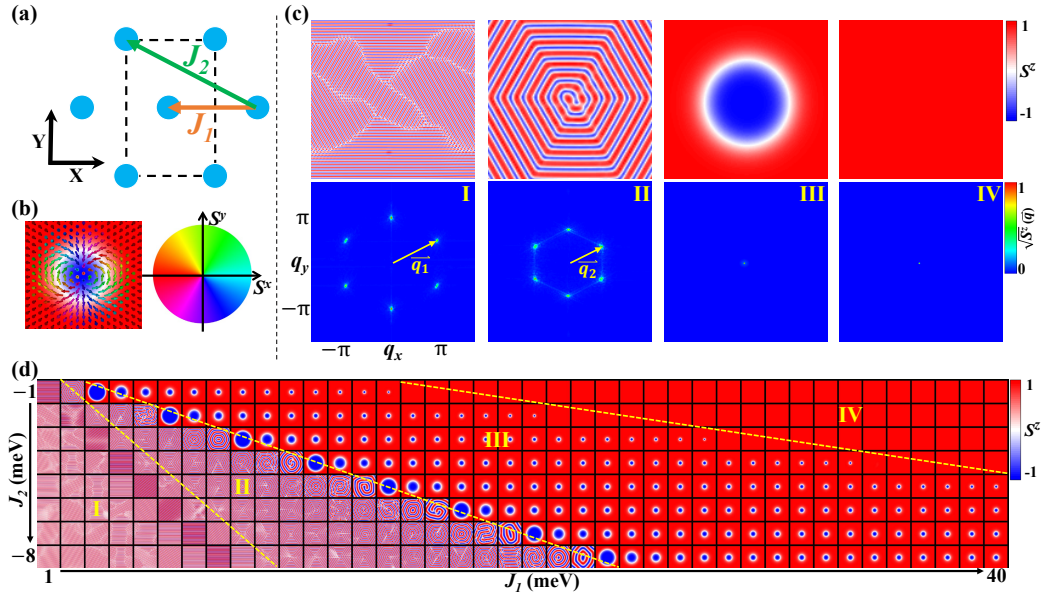 (a)
J2
J1
Y
X
(b)
S^y
S^x
(c)
1
S^z
-1
I
II
III
IV
π
q_y
−π
q1
q2
−π
q_x
π
1
√S^z(q)
0
(d)
−1
J2 (meV)
−8
I
II
III
IV
1
S^z
-1
1
J1 (meV)
40